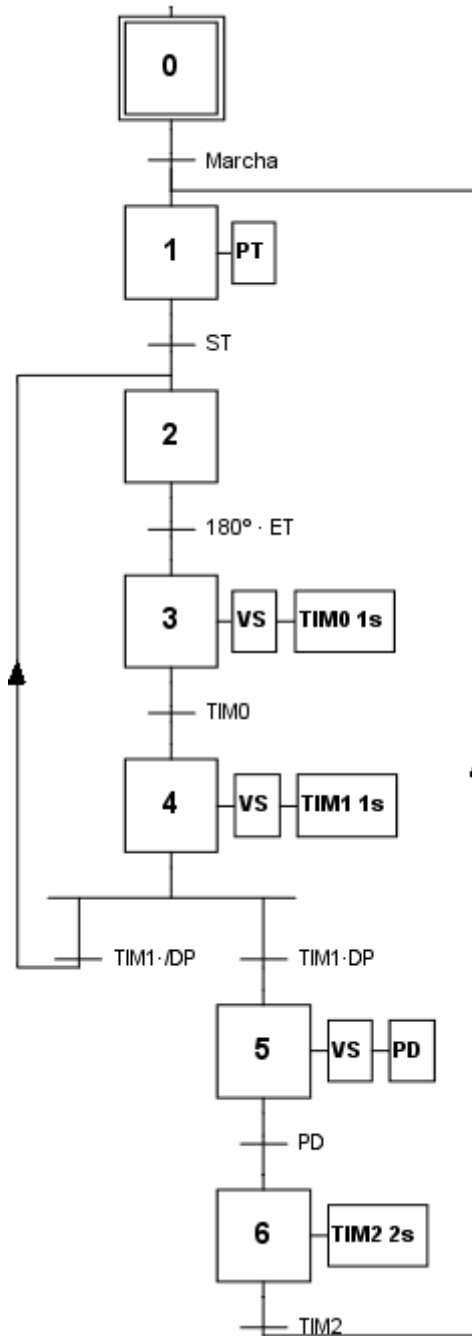 0
Marcha
1 PT
ST
2
180º · ET
3 VS TIM0 1s
TIM0
4 VS TIM1 1s
TIM1·/DP TIM1·DP
5 VS PD
PD
6 TIM2 2s
TIM2